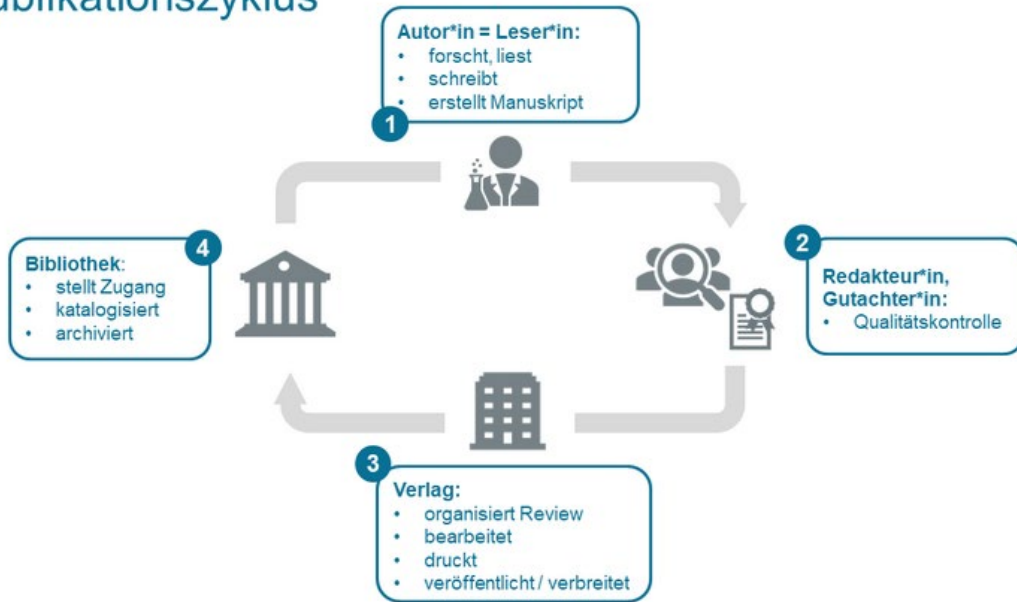 ublikationszyklus
Autor*in = Leser*in:
• forscht, liest
• schreibt
• erstellt Manuskript
1
2
Redakteur*in,
Gutachter*in:
• Qualitätskontrolle
3
Verlag:
• organisiert Review
• bearbeitet
• druckt
• veröffentlicht / verbreitet
4
Bibliothek:
• stellt Zugang
• katalogisiert
• archiviert